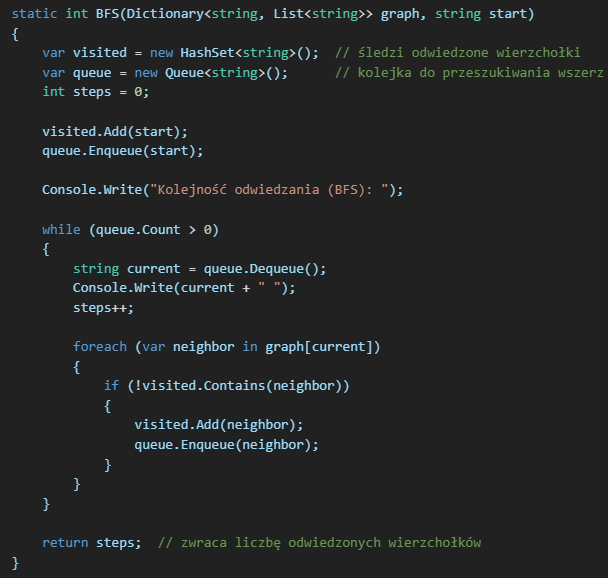 static int BFS(Dictionary<string, List<string>> graph, string start)
{
    var visited = new HashSet<string>();  // śledzi odwiedzone wierzchołki
    var queue = new Queue<string>();      // kolejka do przeszukiwania wszerz
    int steps = 0;

    visited.Add(start);
    queue.Enqueue(start);

    Console.Write("Kolejność odwiedzania (BFS): ");

    while (queue.Count > 0)
    {
        string current = queue.Dequeue();
        Console.Write(current + " ");
        steps++;

        foreach (var neighbor in graph[current])
        {
            if (!visited.Contains(neighbor))
            {
                visited.Add(neighbor);
                queue.Enqueue(neighbor);
            }
        }
    }

    return steps;  // zwraca liczbę odwiedzonych wierzchołków
}